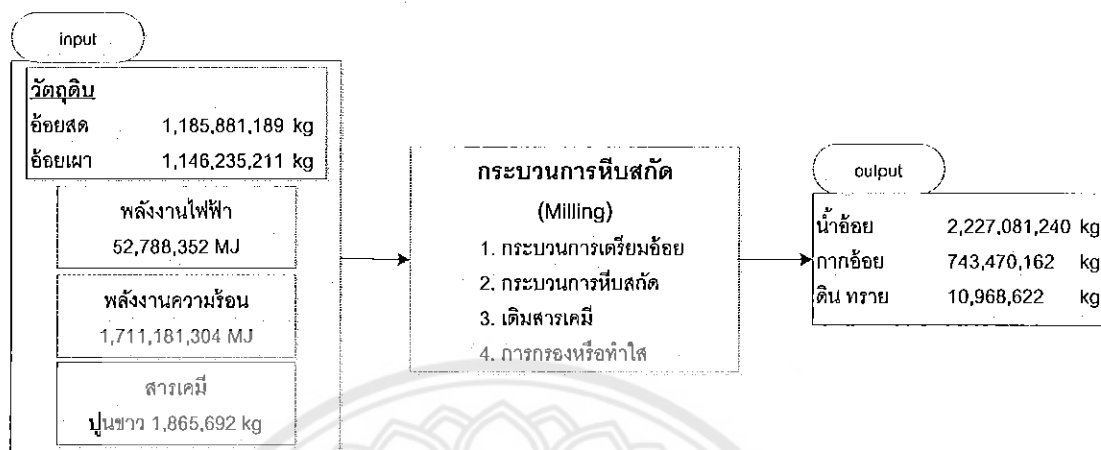 input
วัตถุดิบ
อ้อยสด 1,185,881,189 kg
อ้อยเผา 1,146,235,211 kg
พลังงานไฟฟ้า
52,788,352 MJ
พลังงานความร้อน
1,711,181,304 MJ
สารเคมี
ปูนขาว 1,865,692 kg
กระบวนการหีบสกัด
(Milling)
1. กระบวนการเตรียมอ้อย
2. กระบวนการหีบสกัด
3. เติมสารเคมี
4. การกรองหรือทำใส
output
น้ำอ้อย 2,227,081,240 kg
กากอ้อย 743,470,162 kg
ดิน ทราย 10,968,622 kg